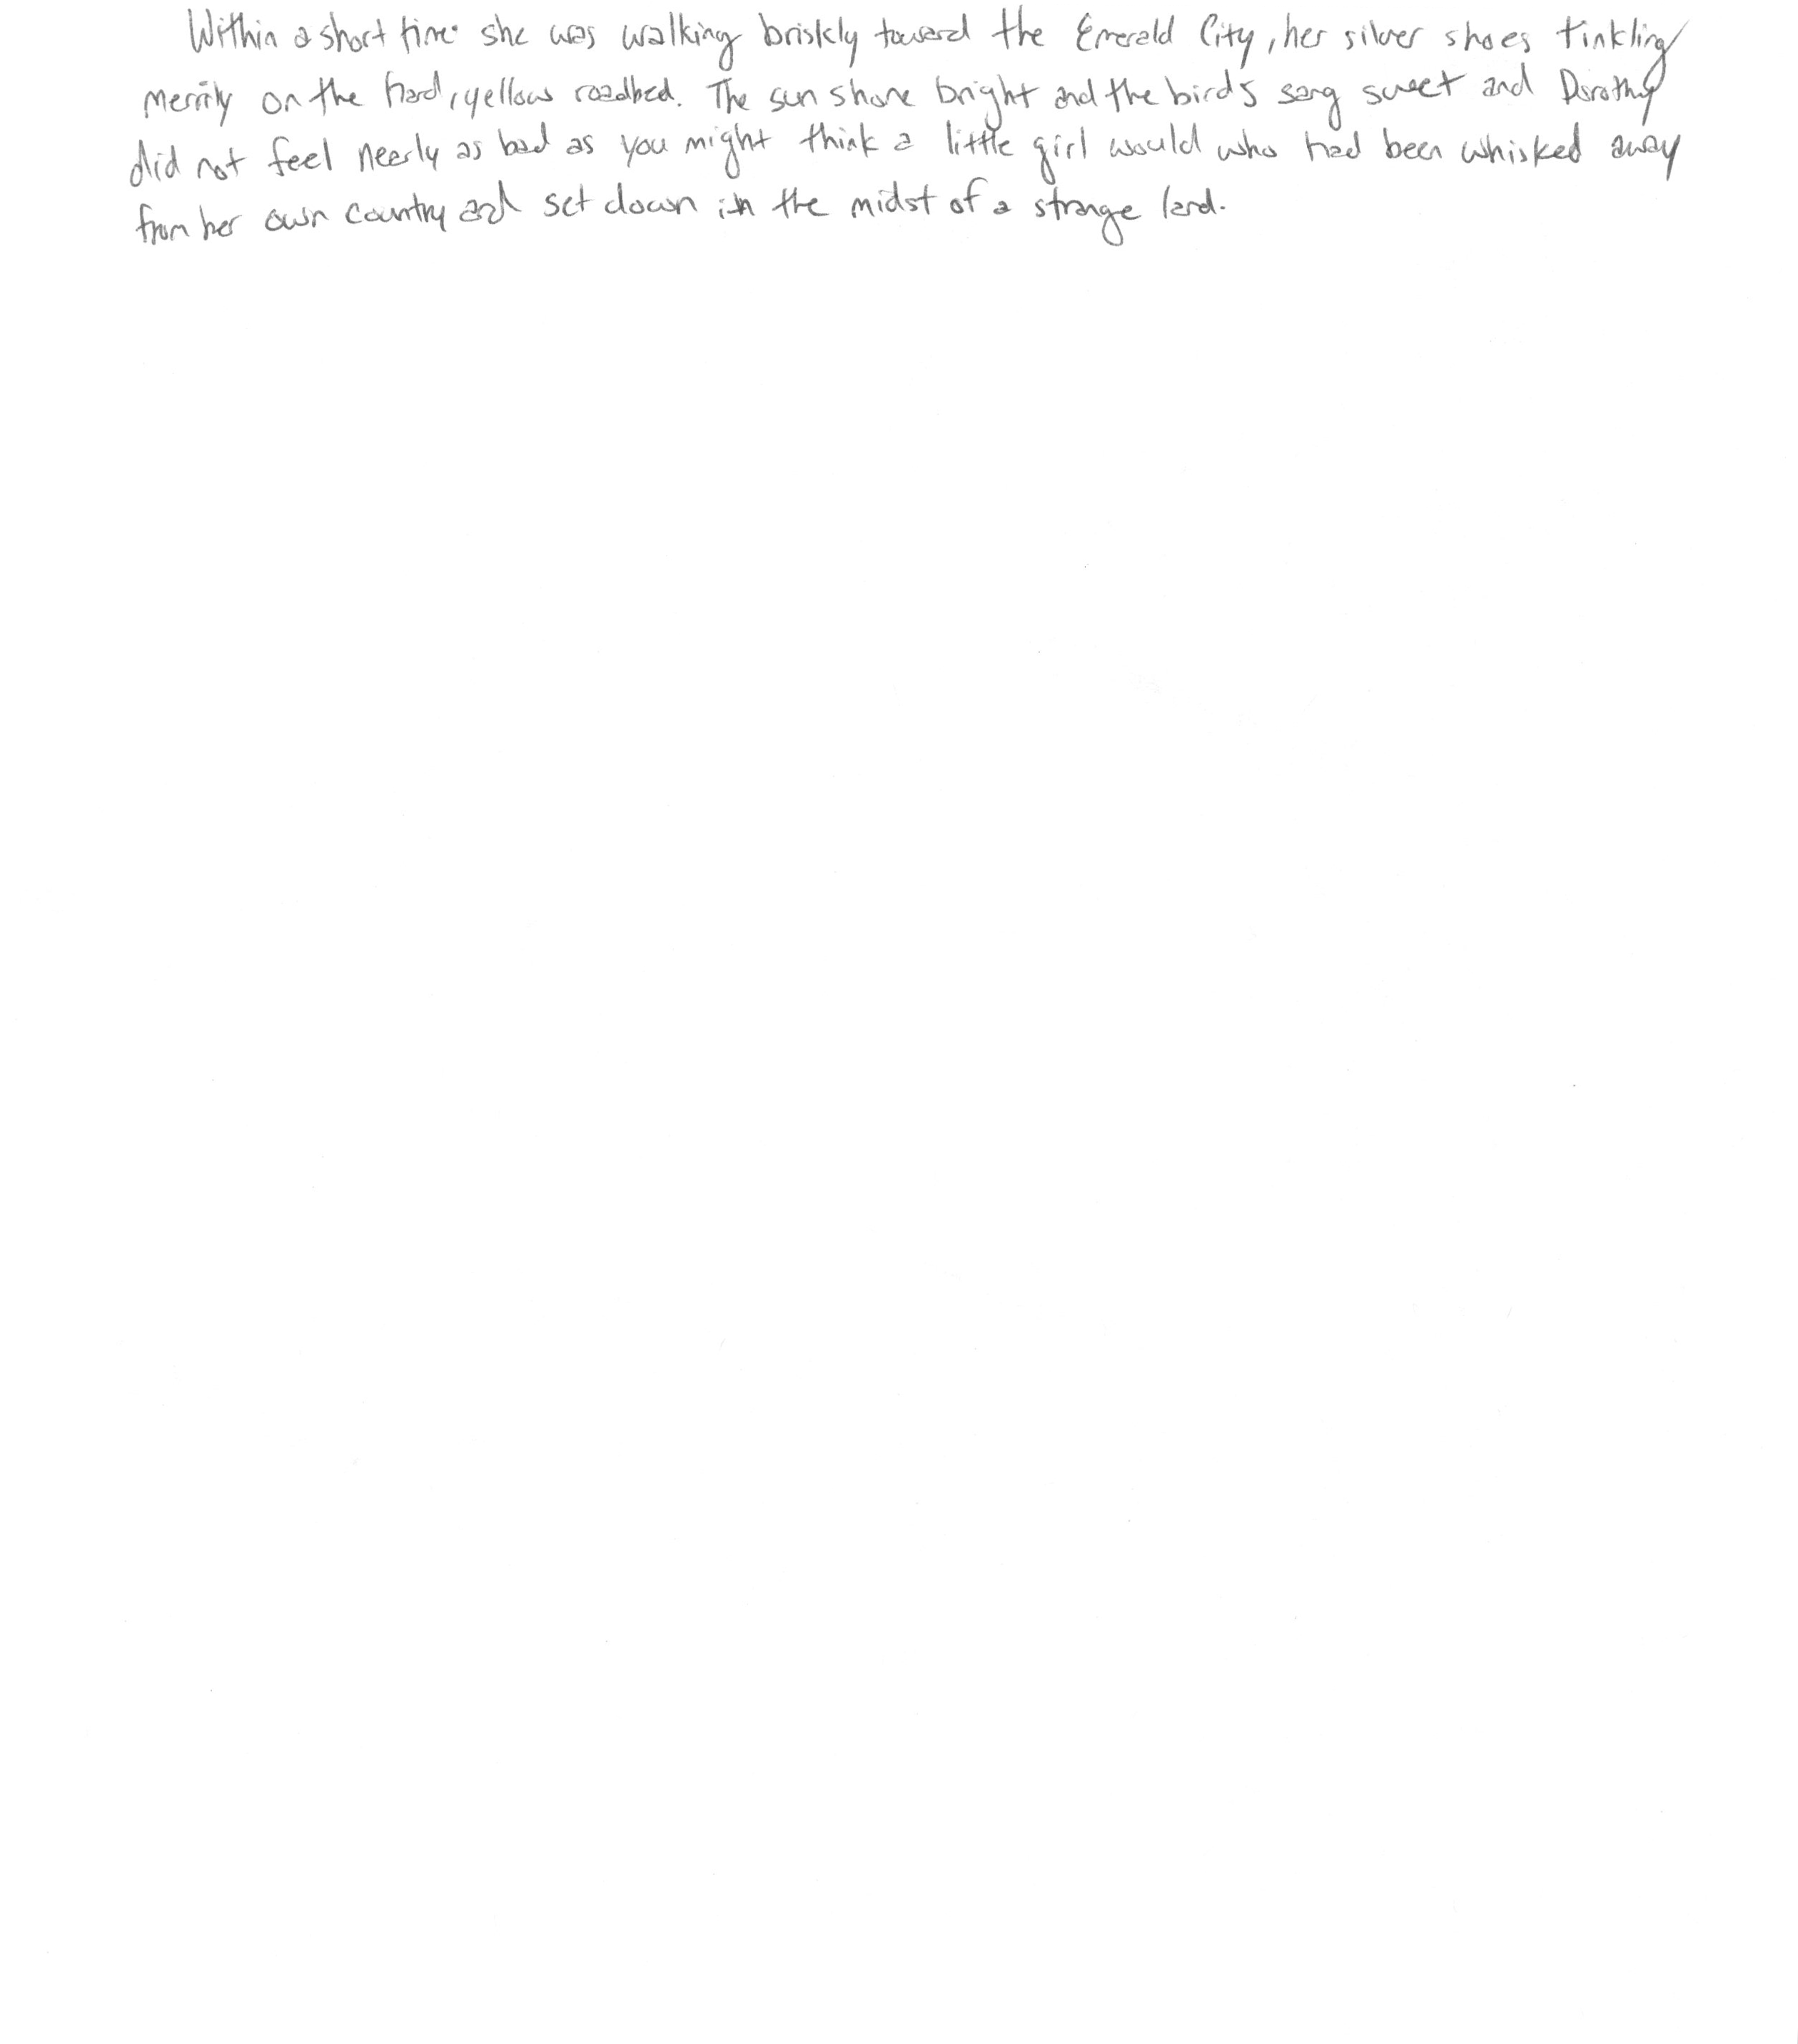 Within a short time she was walking briskly toward the Emerald City, her silver shoes tinkling
merrily on the hard, yellow roadbed. The sun shone bright and the birds sang sweet and Dorothy
did not feel nearly as bad as you might think a little girl would who had been whisked away
from her own country and set down in the midst of a strange land.